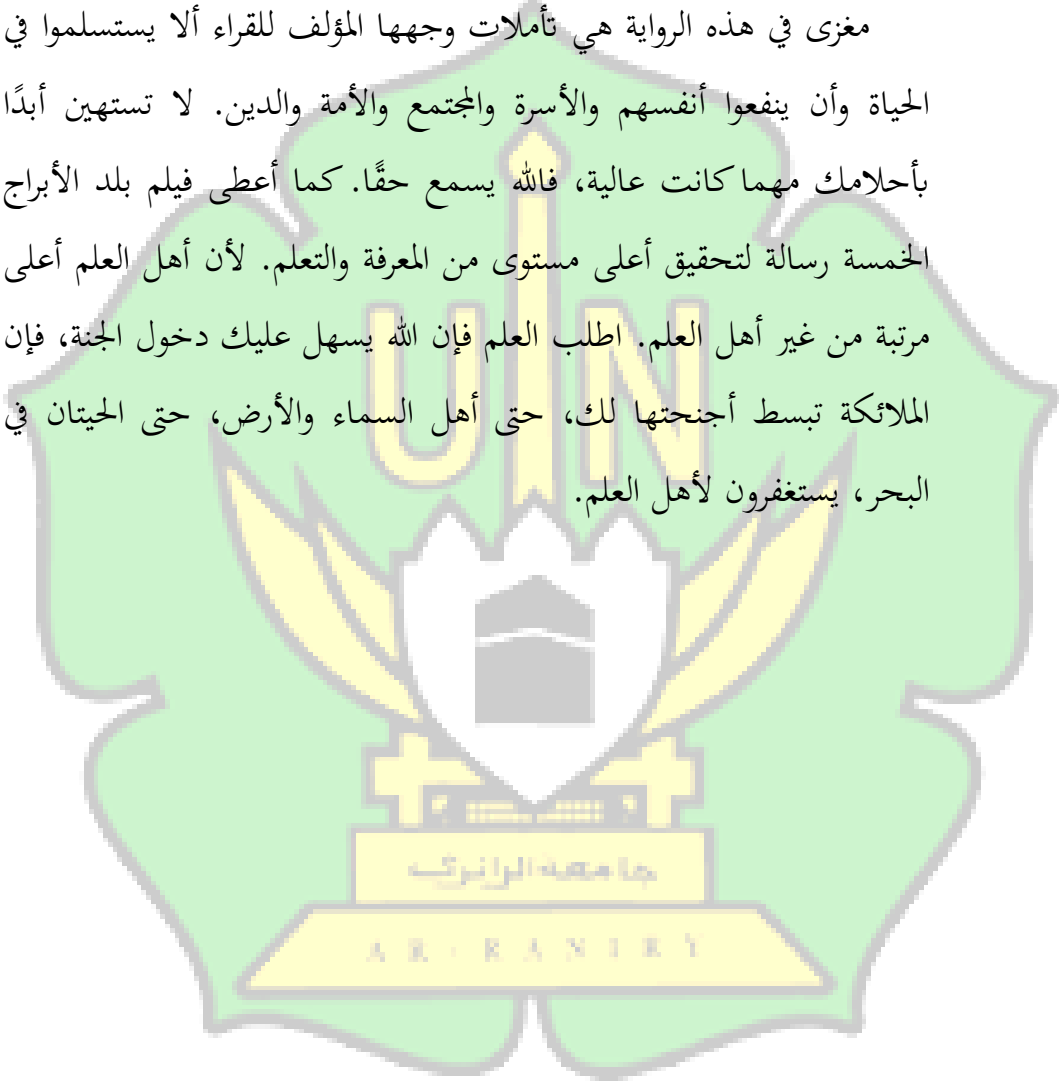 مغزى في هذه الرواية هي تأملات وجهها المؤلف للقراء ألا يستسلموا في
الحياة وأن ينفعوا أنفسهم والأسرة والمجتمع والأمة والدين. لا تستهين أبدًا
بأحلامك مهما كانت عالية، فالله يسمع حقًا. كما أعطى فيلم بلد الأبراج
الخمسة رسالة لتحقيق أعلى مستوى من المعرفة والتعلم. لأن أهل العلم أعلى
مرتبة من غير أهل العلم. اطلب العلم فإن الله يسهل عليك دخول الجنة، فإن
الملائكة تبسط أجنحتها لك، حتى أهل السماء والأرض، حتى الحيتان في
البحر، يستغفرون لأهل العلم.
UIN
جامعة الرانري
AR-RANIRY